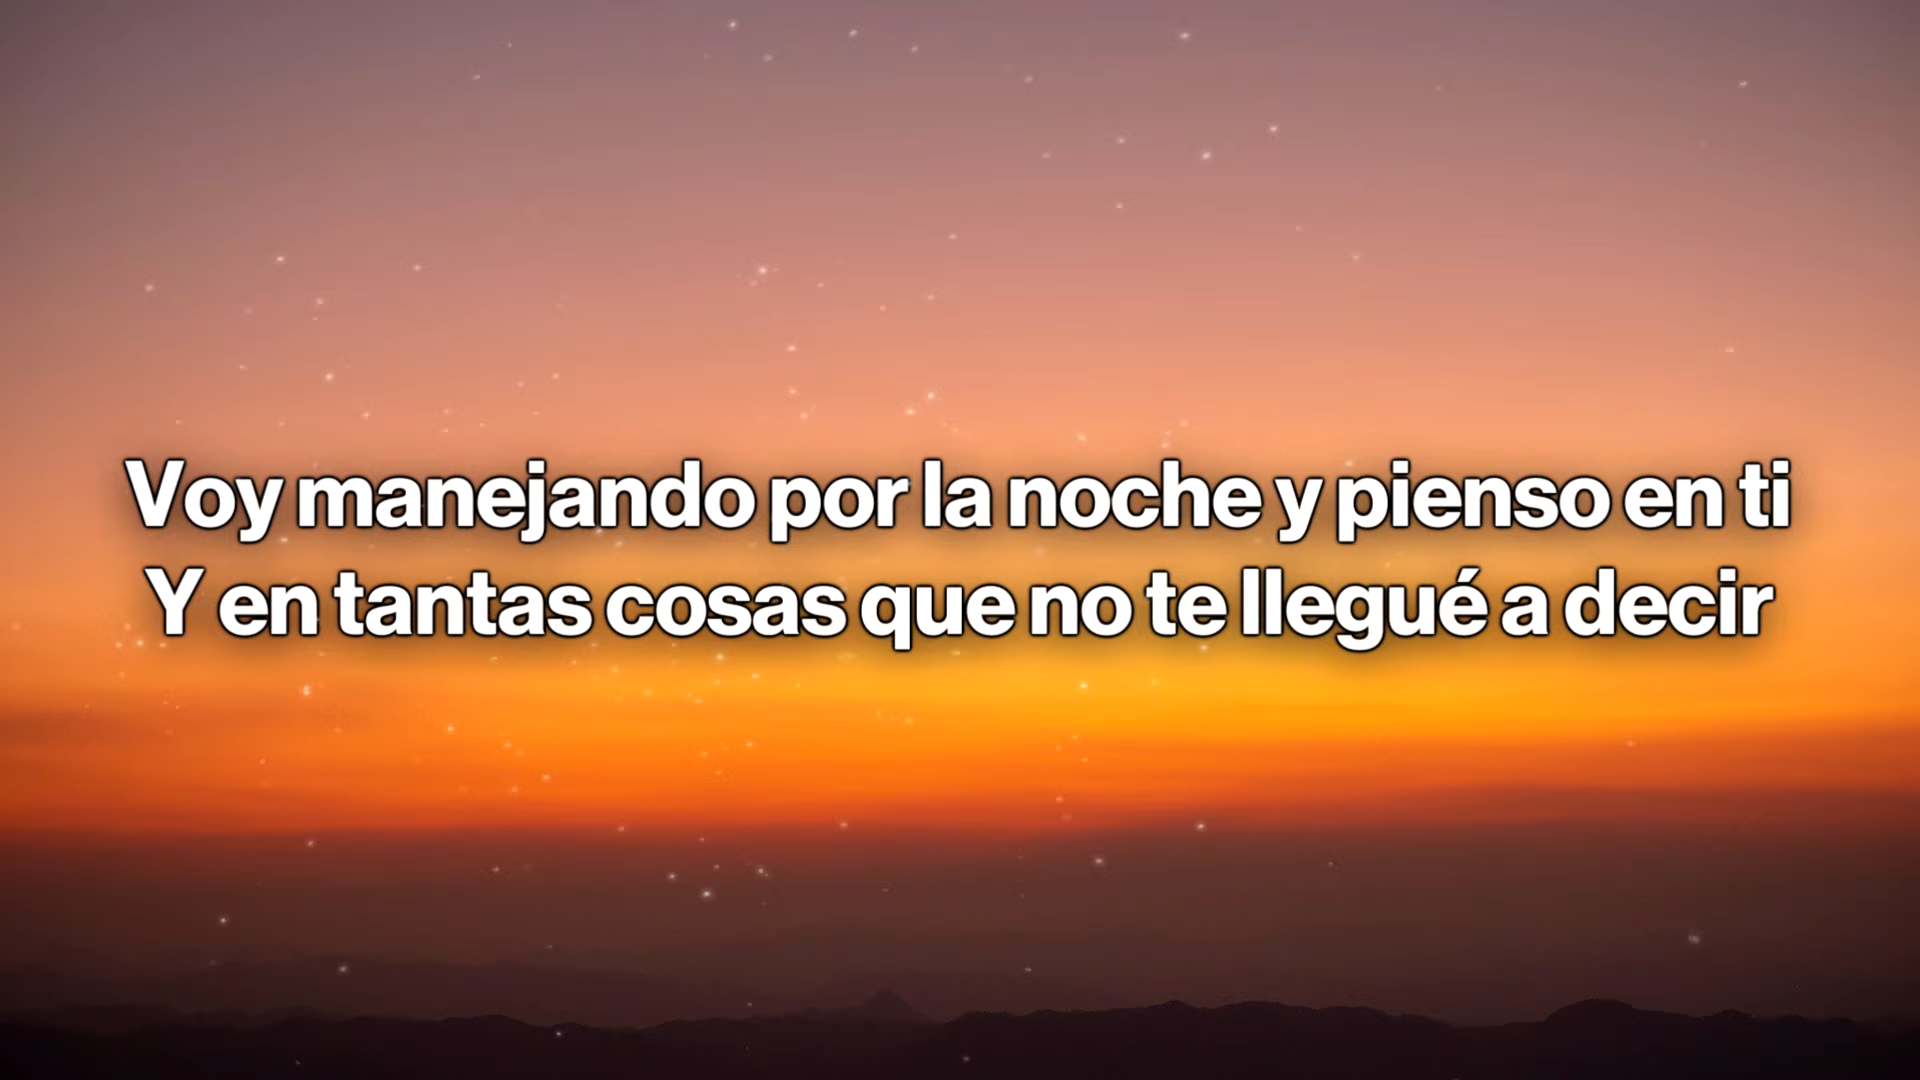 Voy manejando por la noche y pienso en ti
Y en tantas cosas que no te llegué a decir